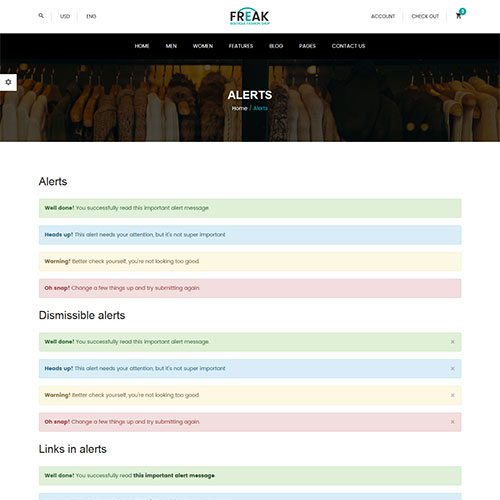 USD ENG FREAK ACCOUNT CHECK OUT 3
BOUTIQUE FASHION SHOP
HOME MEN WOMEN FEATURES BLOG PAGES CONTACT US
ALERTS
Home / Alerts
Alerts
Well done! You successfully read this important alert message.
Heads up! This alert needs your attention, but it's not super important
Warning! Better check yourself, you're not looking too good.
Oh snap! Change a few things up and try submitting again.
Dismissible alerts
Well done! You successfully read this important alert message. ×
Heads up! This alert needs your attention, but it's not super important ×
Warning! Better check yourself, you're not looking too good. ×
Oh snap! Change a few things up and try submitting again. ×
Links in alerts
Well done! You successfully read this important alert message.